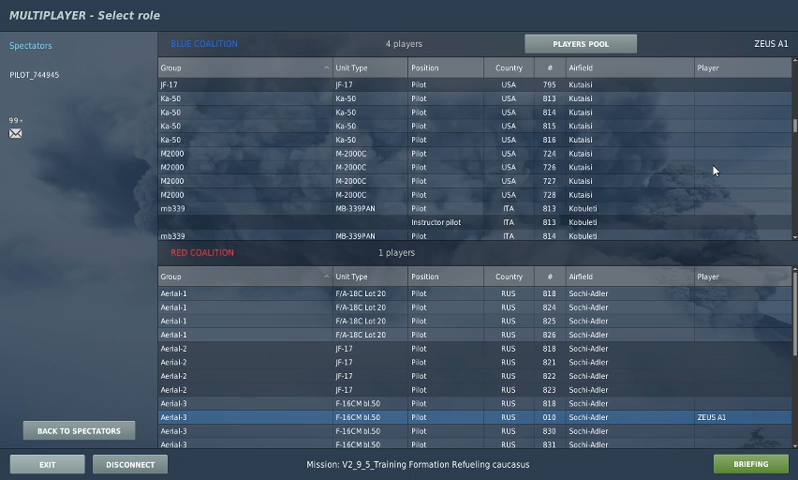 MULTIPLAYER - Select role
Spectators
PILOT_744945
99+
BLUE COALITION 4 players PLAYERS POOL ZEUS A1
Group Unit Type Position Country # Airfield Player
JF-17 JF-17 Pilot USA 795 Kutaisi
Ka-50 Ka-50 Pilot USA 813 Kutaisi
Ka-50 Ka-50 Pilot USA 814 Kutaisi
Ka-50 Ka-50 Pilot USA 815 Kutaisi
Ka-50 Ka-50 Pilot USA 816 Kutaisi
M2000 M-2000C Pilot USA 724 Kutaisi
M2000 M-2000C Pilot USA 726 Kutaisi
M2000 M-2000C Pilot USA 727 Kutaisi
M2000 M-2000C Pilot USA 728 Kutaisi
mb339 MB-339PAN Pilot ITA 813 Kobuleti
Instructor pilot ITA 813 Kobuleti
mb339 MB-339PAN Pilot ITA 814 Kobuleti
RED COALITION 1 players
Group Unit Type Position Country # Airfield Player
Aerial-1 F/A-18C Lot 20 Pilot RUS 818 Sochi-Adler
Aerial-1 F/A-18C Lot 20 Pilot RUS 824 Sochi-Adler
Aerial-1 F/A-18C Lot 20 Pilot RUS 825 Sochi-Adler
Aerial-1 F/A-18C Lot 20 Pilot RUS 826 Sochi-Adler
Aerial-2 JF-17 Pilot RUS 818 Sochi-Adler
Aerial-2 JF-17 Pilot RUS 821 Sochi-Adler
Aerial-2 JF-17 Pilot RUS 822 Sochi-Adler
Aerial-2 JF-17 Pilot RUS 823 Sochi-Adler
Aerial-3 F-16CM bl.50 Pilot RUS 818 Sochi-Adler
Aerial-3 F-16CM bl.50 Pilot RUS 010 Sochi-Adler ZEUS A1
Aerial-3 F-16CM bl.50 Pilot RUS 830 Sochi-Adler
Aerial-3 F-16CM bl.50 Pilot RUS 831 Sochi-Adler
BACK TO SPECTATORS
EXIT DISCONNECT Mission: V2_9_5_Training Formation Refueling caucasus BRIEFING